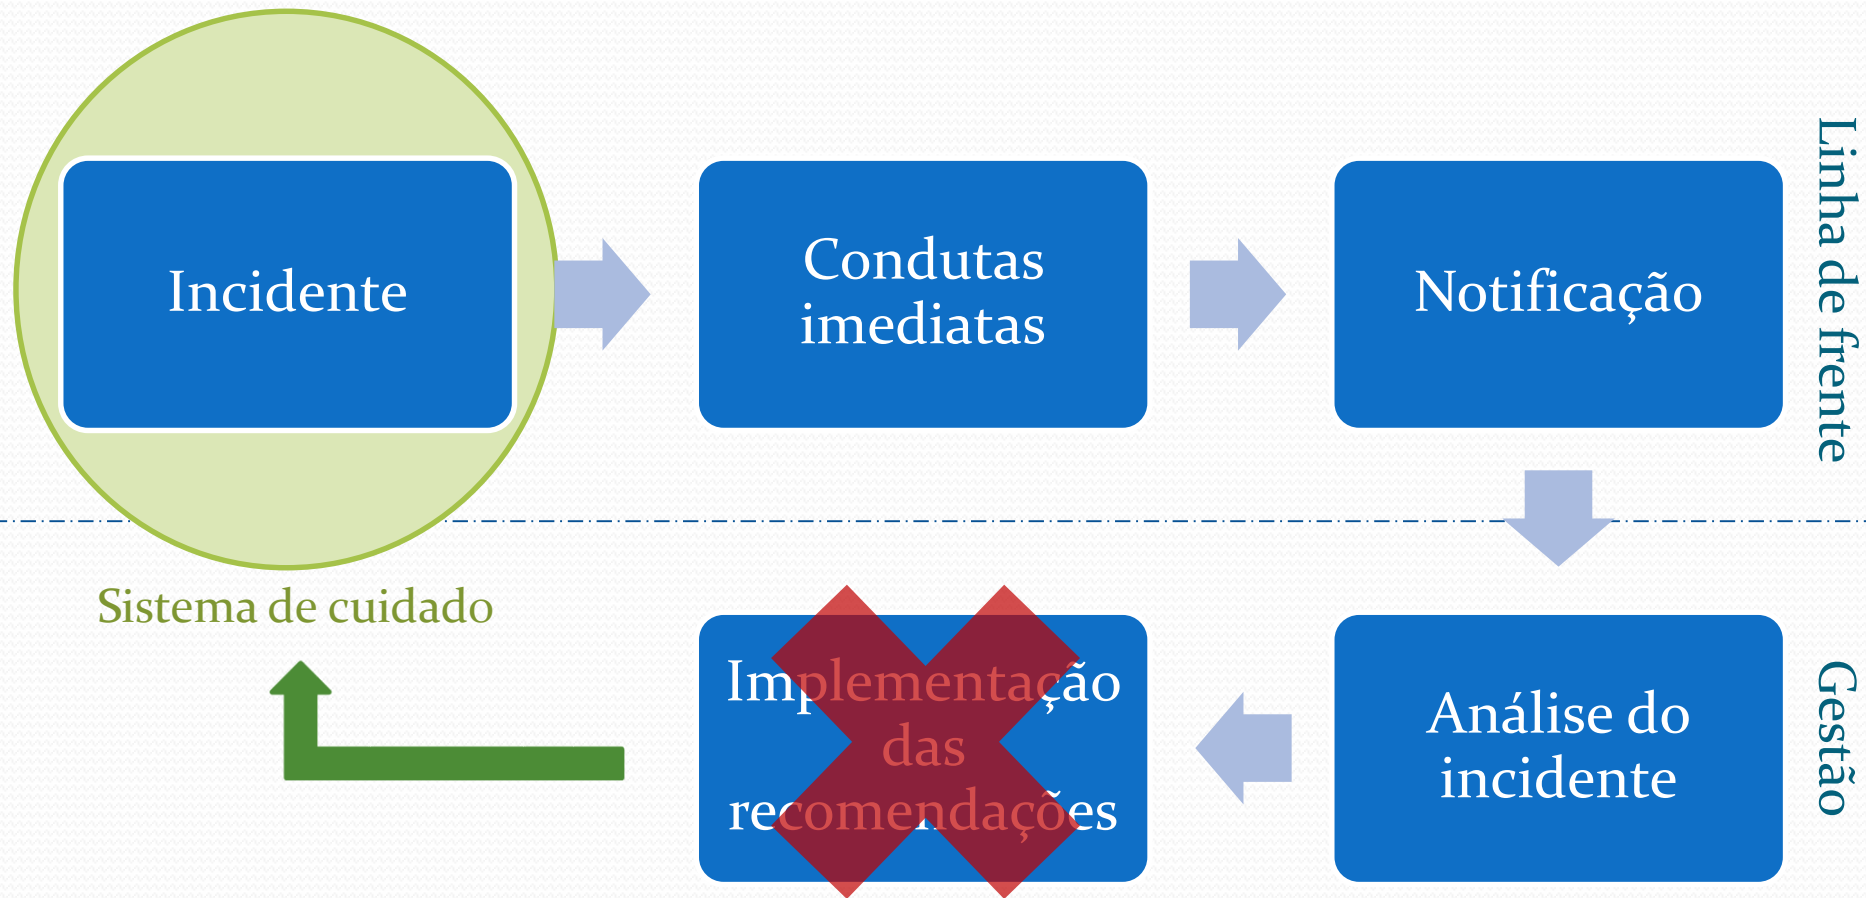 Incidente
Condutas
imediatas
Notificação
Linha de frente
Sistema de cuidado
Implementação
das
recomendações
Análise do
incidente
Gestão